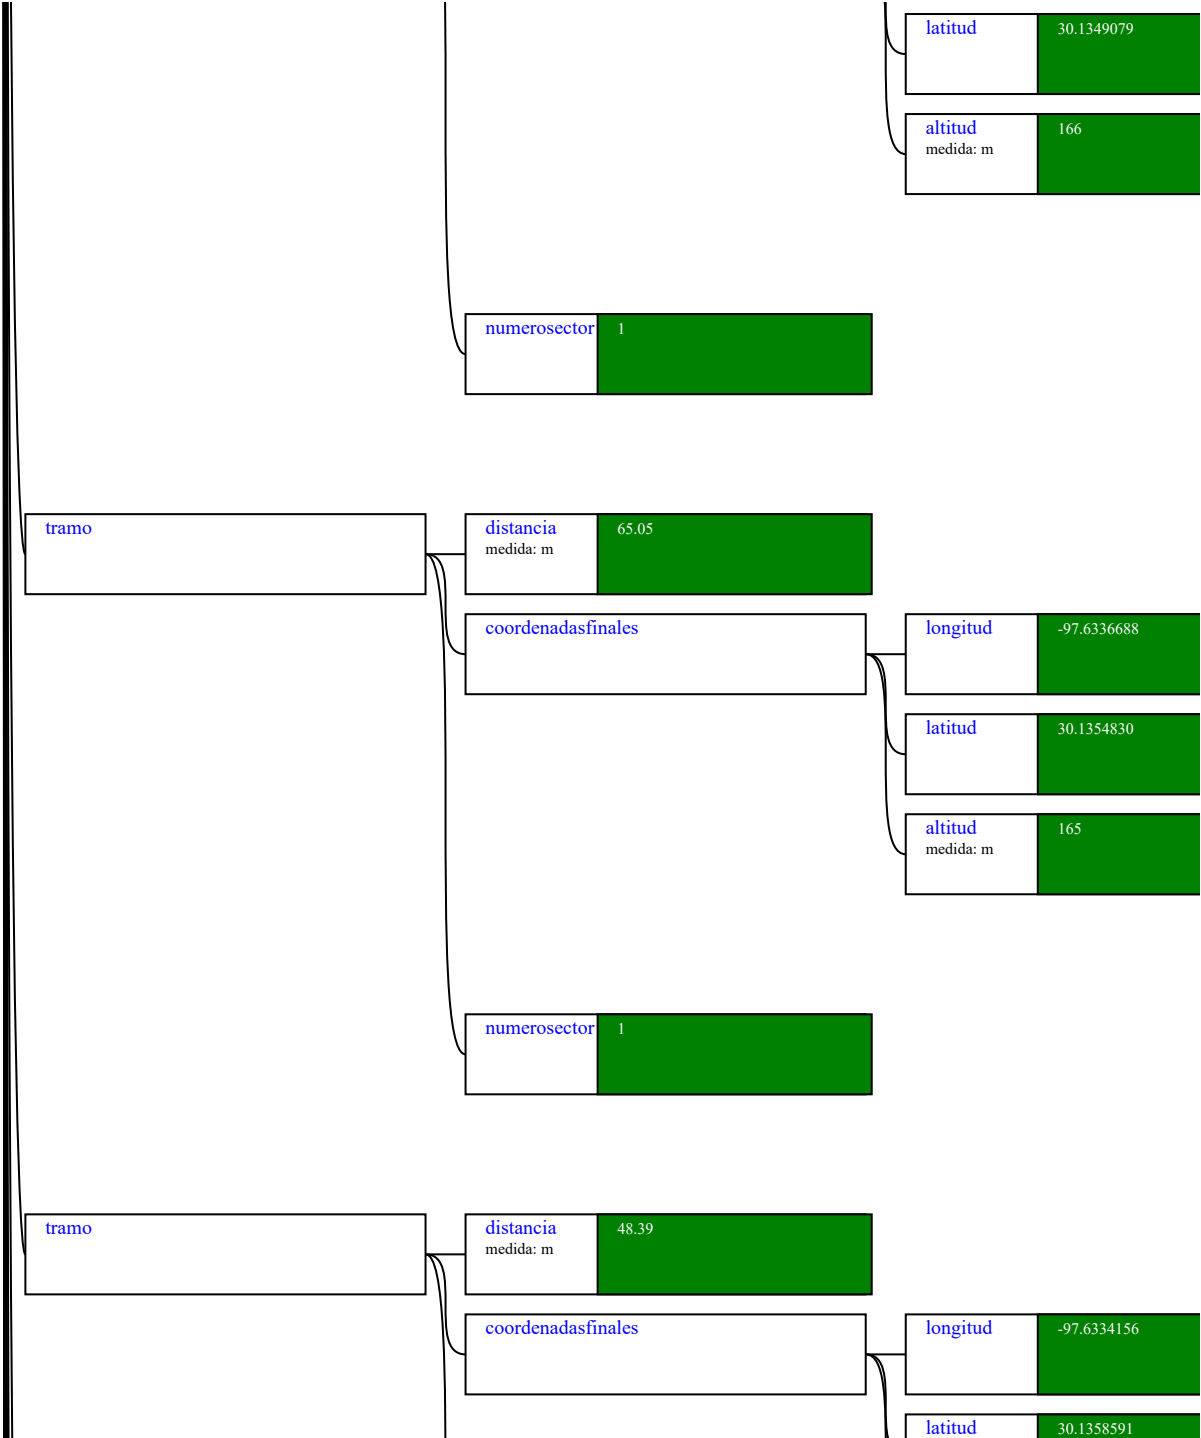 latitud 30.1349079
altitud 166
medida: m
numerosector 1
tramo distancia 65.05
medida: m
coordenadasfinales longitud -97.6336688
latitud 30.1354830
altitud 165
medida: m
numerosector 1
tramo distancia 48.39
medida: m
coordenadasfinales longitud -97.6334156
latitud 30.1358591